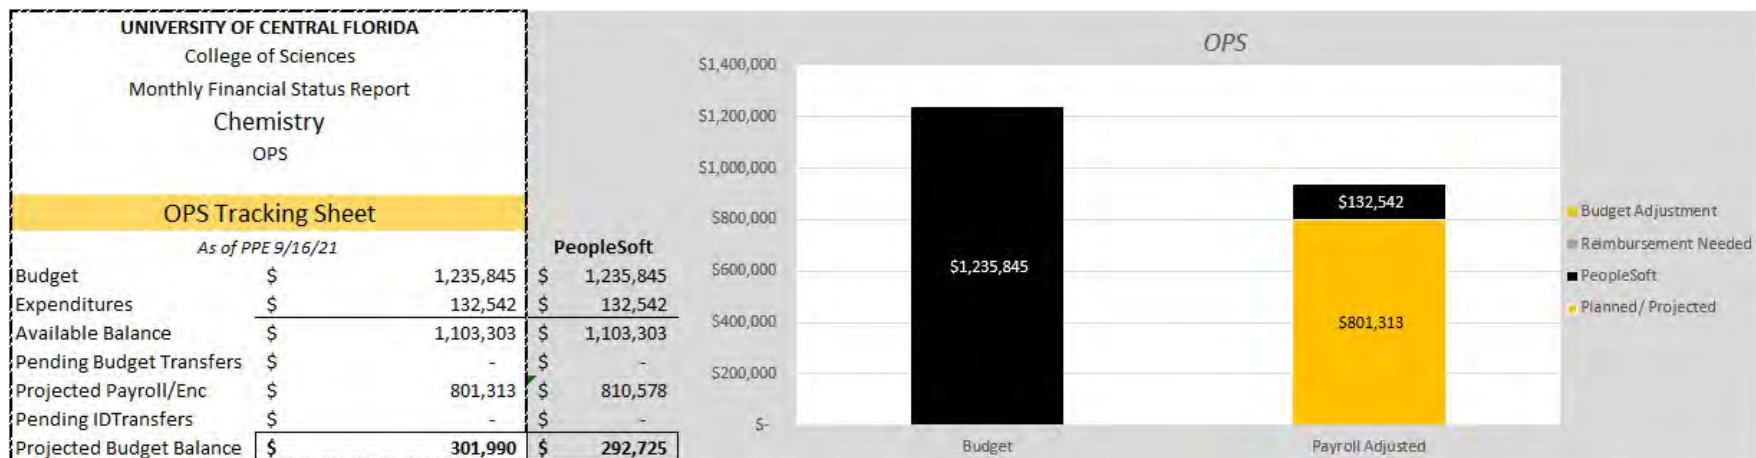 UNIVERSITY OF CENTRAL FLORIDA
College of Sciences
Monthly Financial Status Report
Chemistry
OPS
OPS Tracking Sheet
As of PPE 9/16/21 PeopleSoft
Budget $ 1,235,845 $ 1,235,845
Expenditures $ 132,542 $ 132,542
Available Balance $ 1,103,303 $ 1,103,303
Pending Budget Transfers $ - $ -
Projected Payroll/Enc $ 801,313 $ 810,578
Pending IDTransfers $ - $ -
Projected Budget Balance $ 301,990 $ 292,725
OPS
$1,400,000
$1,200,000
$1,000,000
$800,000
$600,000
$400,000
$200,000
$-
$1,235,845
$132,542
$801,313
Budget
Payroll Adjusted
Budget Adjustment
Reimbursement Needed
PeopleSoft
Planned/ Projected